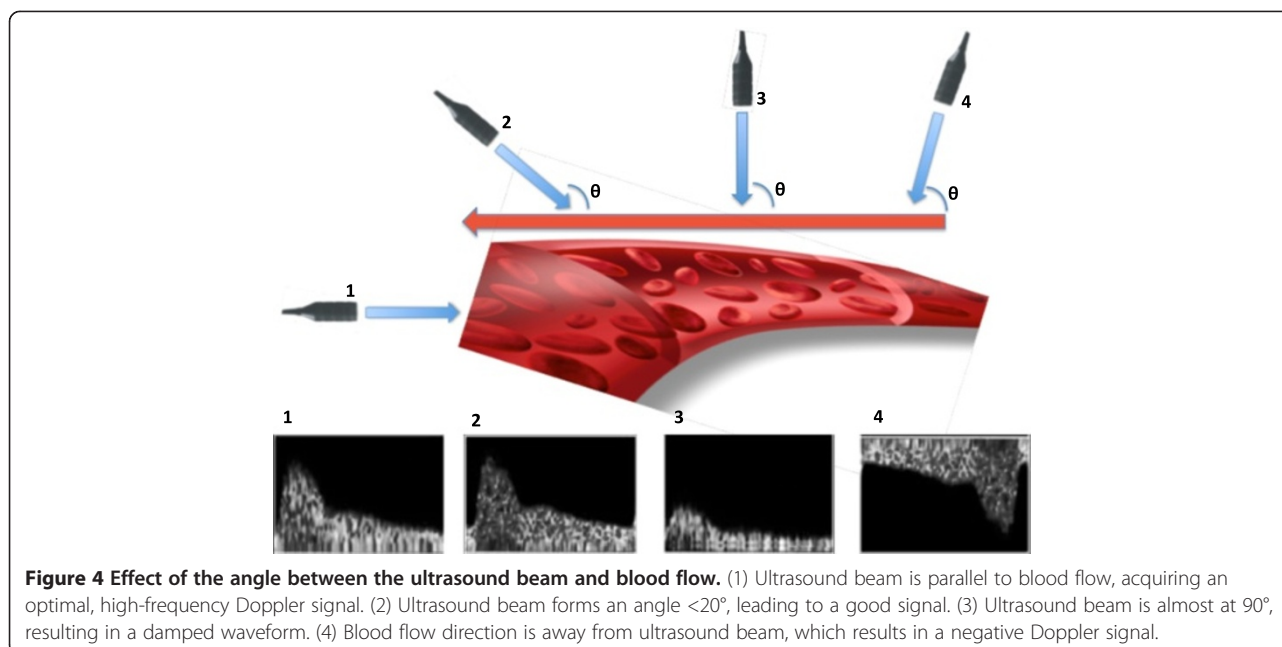 2
3
4
θ
θ
θ
1
1
2
3
4
Figure 4 Effect of the angle between the ultrasound beam and blood flow. (1) Ultrasound beam is parallel to blood flow, acquiring an
optimal, high-frequency Doppler signal. (2) Ultrasound beam forms an angle <20°, leading to a good signal. (3) Ultrasound beam is almost at 90°,
resulting in a damped waveform. (4) Blood flow direction is away from ultrasound beam, which results in a negative Doppler signal.